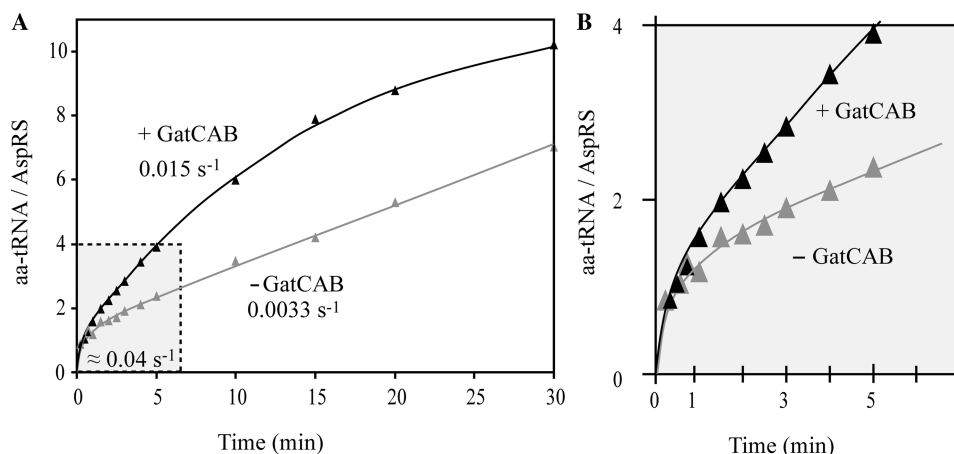 A
aa-tRNA / AspRS
10
8
6
4
2
0
+ GatCAB
0.015 s⁻¹
– GatCAB
0.0033 s⁻¹
≈ 0.04 s⁻¹
0
5
10
15
20
25
30
Time (min)
B
aa-tRNA / AspRS
4
2
0
+ GatCAB
– GatCAB
0
1
3
5
Time (min)